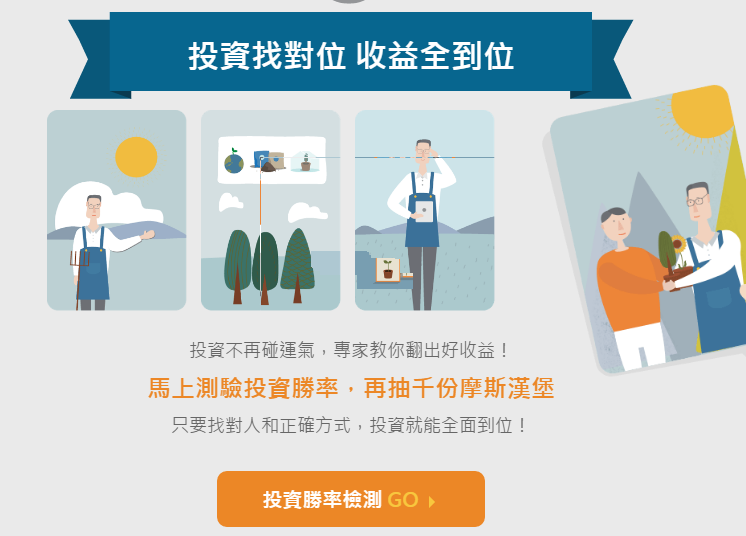 投資找對位 收益全到位
投資不再碰運氣，專家教你翻出好收益！
馬上測驗投資勝率，再抽千份摩斯漢堡
只要找對人和正確方式，投資就能全面到位！
投資勝率檢測 GO